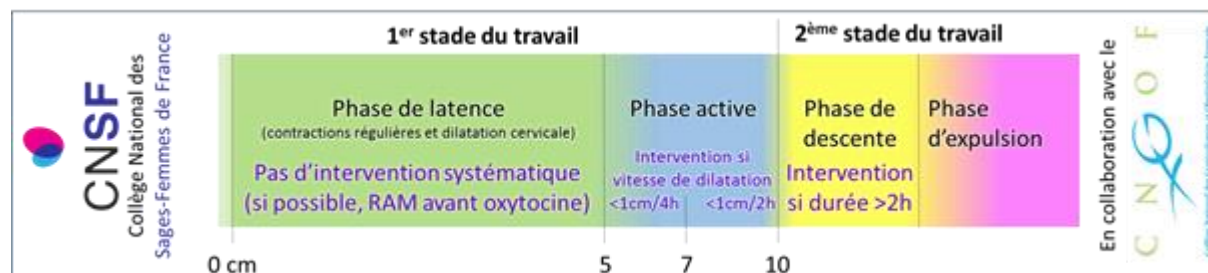 CNSF
Collège National des
Sages-Femmes de France
1er stade du travail
2ème stade du travail
Phase de latence
(contractions régulières et dilatation cervicale)
Pas d'intervention systématique
(si possible, RAM avant oxytocine)
Phase active
Intervention si
vitesse de dilatation
<1cm/4h <1cm/2h
Phase de
descente
Intervention
si durée >2h
Phase
d'expulsion
0 cm 5 7 10
En collaboration avec le
CNGOF